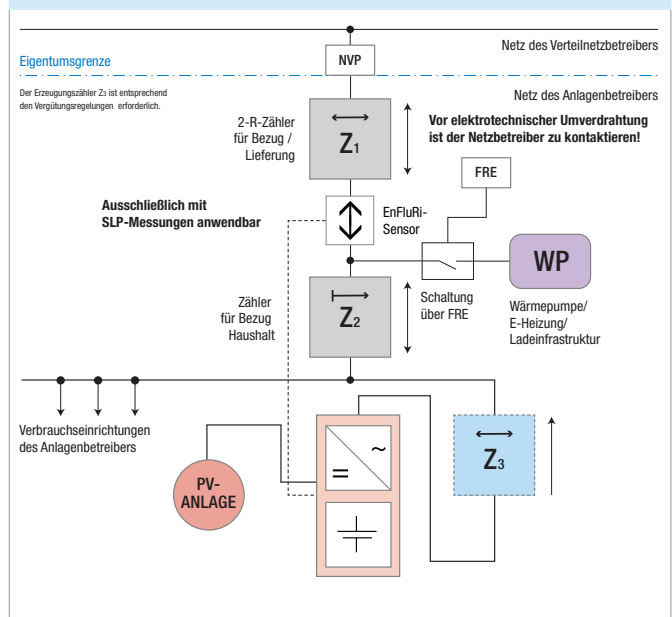 Netz des Verteilnetzbetreibers
Eigentumsgrenze
NVP
Der Erzeugungszähler Z3 ist entsprechend
den Vergütungsregelungen erforderlich.
Netz des Anlagenbetreibers
2-R-Zähler
für Bezug /
Lieferung
Z1
Vor elektrotechnischer Umverdrahtung
ist der Netzbetreiber zu kontaktieren!
FRE
Ausschließlich mit
SLP-Messungen anwendbar
EnFluRi-
Sensor
WP
Zähler
für Bezug
Haushalt
Z2
Schaltung
über FRE
Wärmepumpe/
E-Heizung/
Ladeinfrastruktur
Verbrauchseinrichtungen
des Anlagenbetreibers
PV-
ANLAGE
Z3